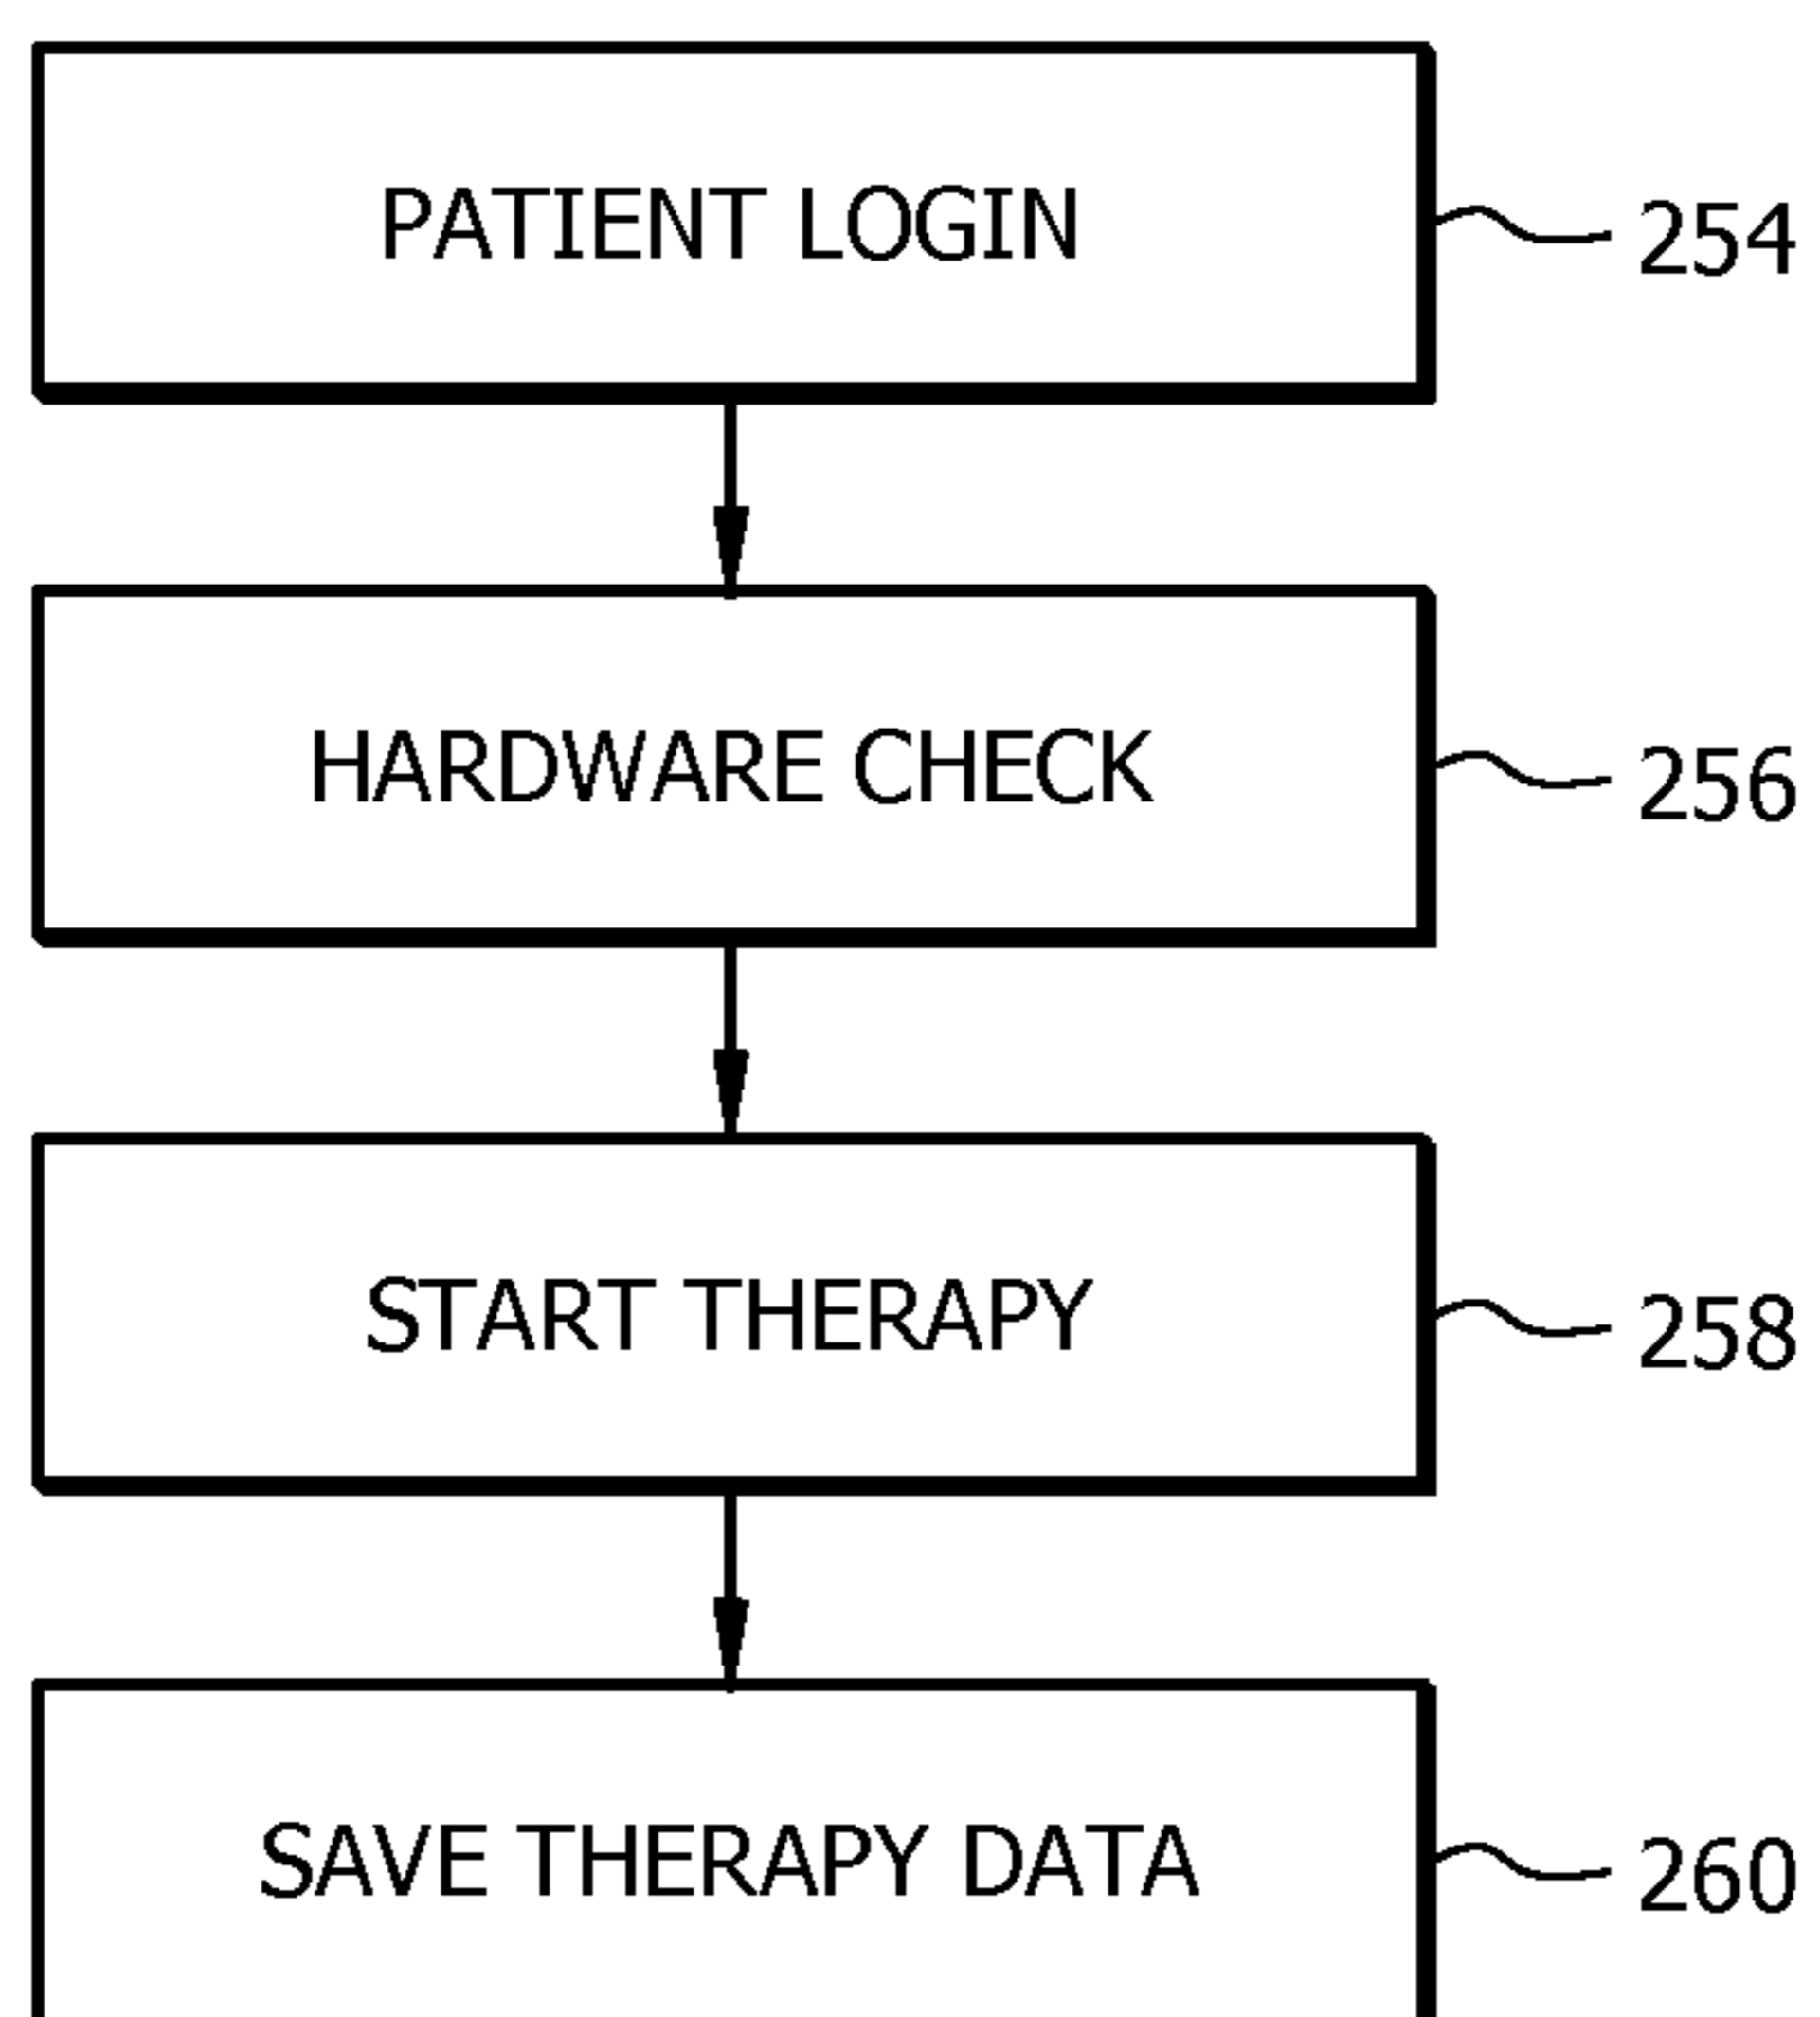 PATIENT LOGIN
254
HARDWARE CHECK
256
START THERAPY
258
SAVE THERAPY DATA
260